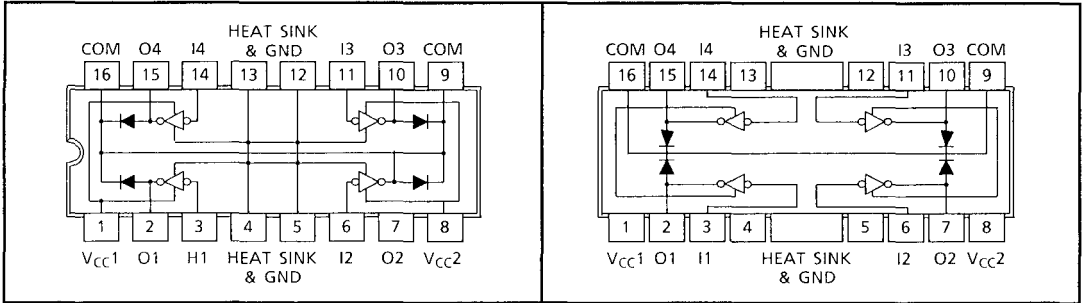 HEAT SINK
& GND
COM O4 I4 I3 O3 COM
16 15 14 13 12 11 10 9
1 2 3 4 5 6 7 8
VCC1 O1 H1 HEAT SINK & GND I2 O2 VCC2
HEAT SINK
& GND
COM O4 I4 I3 O3 COM
16 15 14 13 12 11 10 9
1 2 3 4 5 6 7 8
VCC1 O1 I1 HEAT SINK & GND I2 O2 VCC2